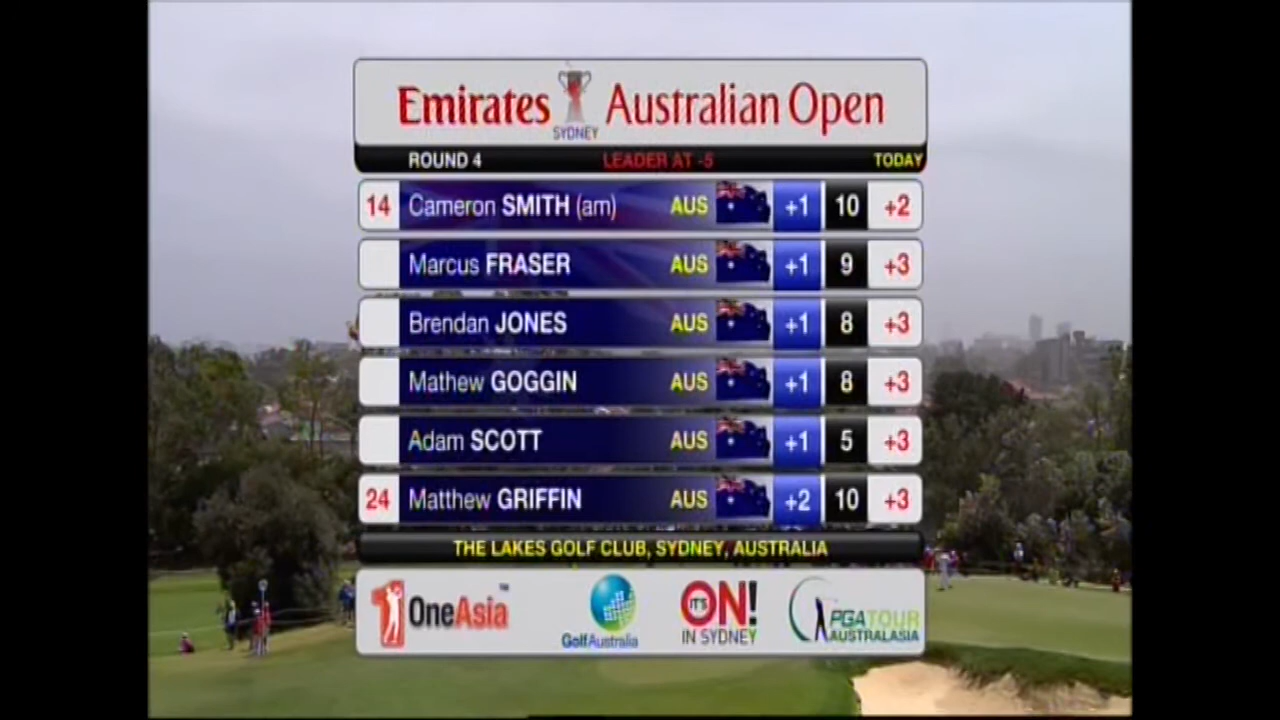 Emirates Australian Open
SYDNEY
ROUND 4 LEADER AT -5 TODAY
14 Cameron SMITH (am) AUS +1 10 +2
Marcus FRASER AUS +1 9 +3
Brendan JONES AUS +1 8 +3
Mathew GOGGIN AUS +1 8 +3
Adam SCOTT AUS +1 5 +3
24 Matthew GRIFFIN AUS +2 10 +3
THE LAKES GOLF CLUB, SYDNEY, AUSTRALIA
1 OneAsia™
GolfAustralia
IT'S ON!
IN SYDNEY
PGA TOUR
AUSTRALASIA